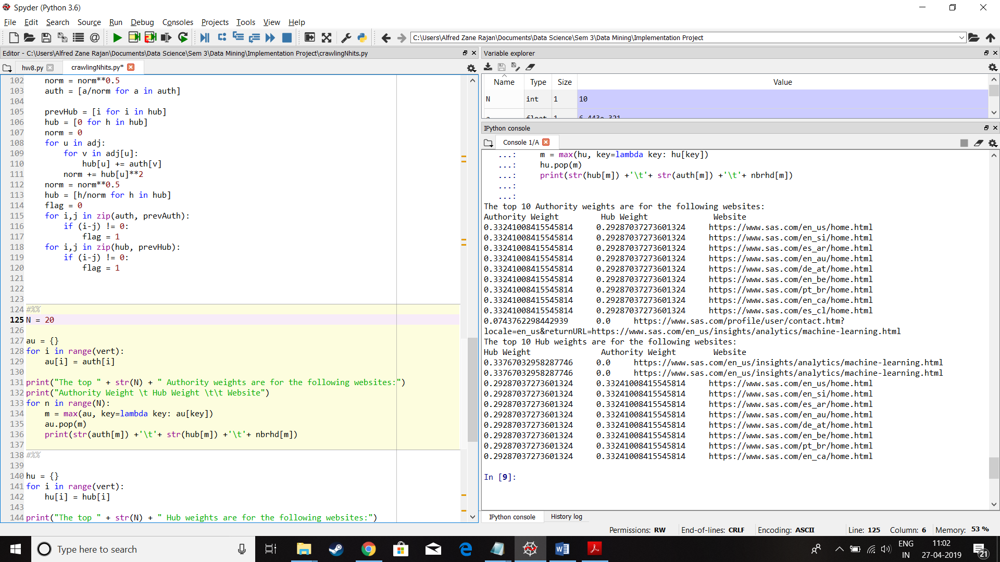 Spyder (Python 3.6)
File Edit Search Source Run Debug Consoles Projects Tools View Help
C:\Users\Alfred Zane Rajan\Documents\Data Science\Sem 3\Data Mining\Implementation Project
Editor - C:\Users\Alfred Zane Rajan\Documents\Data Science\Sem 3\Data Mining\Implementation Project\crawlingNhits.py
hw8.py crawlingNhits.py*
102     norm = norm**0.5
103     auth = [a/norm for a in auth]
104
105     prevHub = [i for i in hub]
106     hub = [0 for h in hub]
107     norm = 0
108     for u in adj:
109         for v in adj[u]:
110             hub[u] += auth[v]
111         norm += hub[u]**2
112     norm = norm**0.5
113     hub = [h/norm for h in hub]
114     flag = 0
115     for i,j in zip(auth, prevAuth):
116         if (i-j) != 0:
117             flag = 1
118     for i,j in zip(hub, prevHub):
119         if (i-j) != 0:
120             flag = 1
121
122
123
124 #%%
125 N = 20
126
127 au = {}
128 for i in range(vert):
129     au[i] = auth[i]
130
131 print("The top " + str(N) + " Authority weights are for the following websites:")
132 print("Authority Weight \t Hub Weight \t\t Website")
133 for n in range(N):
134     m = max(au, key=lambda key: au[key])
135     au.pop(m)
136     print(str(auth[m]) +'\t'+ str(hub[m]) +'\t'+ nbrhd[m])
137
138 #%%
139
140 hu = {}
141 for i in range(vert):
142     hu[i] = hub[i]
143
144 print("The top " + str(N) + " Hub weights are for the following websites:")
Variable explorer
Name Type Size Value
N int 1 10
float 1 6.443e-321
IPython console
Console 1/A
...:     m = max(hu, key=lambda key: hu[key])
...:     hu.pop(m)
...:     print(str(hub[m]) +'\t'+ str(auth[m]) +'\t'+ nbrhd[m])
...:
...:
The top 10 Authority weights are for the following websites:
Authority Weight Hub Weight Website
0.33241008415545814 0.29287037273601324 https://www.sas.com/en_us/home.html
0.33241008415545814 0.29287037273601324 https://www.sas.com/en_si/home.html
0.33241008415545814 0.29287037273601324 https://www.sas.com/es_ar/home.html
0.33241008415545814 0.29287037273601324 https://www.sas.com/en_au/home.html
0.33241008415545814 0.29287037273601324 https://www.sas.com/de_at/home.html
0.33241008415545814 0.29287037273601324 https://www.sas.com/en_be/home.html
0.33241008415545814 0.29287037273601324 https://www.sas.com/pt_br/home.html
0.33241008415545814 0.29287037273601324 https://www.sas.com/en_ca/home.html
0.33241008415545814 0.29287037273601324 https://www.sas.com/es_cl/home.html
0.0743762298442939 0.0 https://www.sas.com/profile/user/contact.htm?
locale=en_us&returnURL=https://www.sas.com/en_us/insights/analytics/machine-learning.html
The top 10 Hub weights are for the following websites:
Hub Weight Authority Weight Website
0.33767032958287746 0.0 https://www.sas.com/en_us/insights/analytics/machine-learning.html
0.33767032958287746 0.0 https://www.sas.com/en_us/insights/analytics/machine-learning.html
0.29287037273601324 0.33241008415545814 https://www.sas.com/en_us/home.html
0.29287037273601324 0.33241008415545814 https://www.sas.com/en_si/home.html
0.29287037273601324 0.33241008415545814 https://www.sas.com/es_ar/home.html
0.29287037273601324 0.33241008415545814 https://www.sas.com/en_au/home.html
0.29287037273601324 0.33241008415545814 https://www.sas.com/de_at/home.html
0.29287037273601324 0.33241008415545814 https://www.sas.com/en_be/home.html
0.29287037273601324 0.33241008415545814 https://www.sas.com/pt_br/home.html
0.29287037273601324 0.33241008415545814 https://www.sas.com/en_ca/home.html
In [9]:
IPython console History log
Permissions: RW End-of-lines: CRLF Encoding: ASCII Line: 125 Column: 6 Memory: 53 %
Type here to search
ENG
IN
11:02
27-04-2019
21